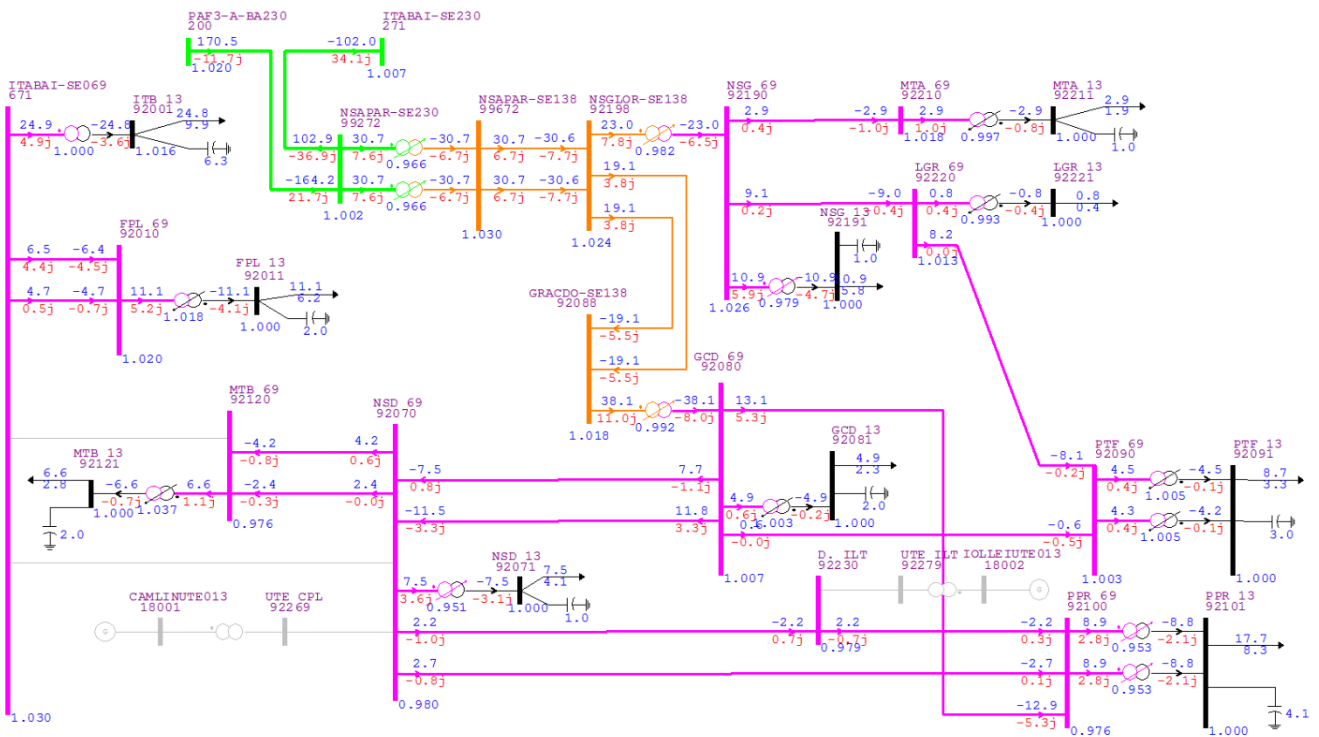 PAF3-A-BA230
200
170.5
-11.7j
1.020
ITABAI-SE230
271
-102.0
34.1j
1.007
ITABAI-SE069
671
24.9
4.9j
1.000
-24.8
-3.6j
ITB 13
92001
24.8
9.9
1.016
6.3
NSAPAR-SE230
99272
102.9
-36.9j
30.7
7.6j
0.966
-30.7
-6.7j
-164.2
21.7j
30.7
7.6j
0.966
-30.7
-6.7j
1.002
NSAPAR-SE138
99672
30.7
6.7j
-30.6
-7.7j
30.7
6.7j
-30.6
-7.7j
1.030
NSGLOR-SE138
92198
23.0
7.8j
0.982
-23.0
-6.5j
19.1
3.8j
19.1
3.8j
1.024
NSG 69
92190
2.9
0.4j
-2.9
-1.0j
9.1
0.2j
-9.0
-0.4j
10.9
5.9j
0.979
-10.9
-4.7j
1.026
NSG 13
92191
1.0
10.9
5.8
1.000
MTA 69
92210
2.9
1.0j
1.018
0.997
-2.9
-0.8j
MTA 13
92211
2.9
1.9
1.000
1.0
LGR 69
92220
0.8
0.4j
0.993
-0.8
-0.4j
8.2
0.0j
1.013
LGR 13
92221
0.8
0.4
1.000
FPL 69
92010
6.5
4.4j
-6.4
-4.5j
4.7
0.5j
-4.7
-0.7j
11.1
5.2j
1.018
-11.1
-4.1j
1.020
FPL 13
92011
11.1
6.2
1.000
2.0
GRACDO-SE138
92088
-19.1
-5.5j
-19.1
-5.5j
38.1
11.0j
0.992
-38.1
-8.0j
1.018
GCD 69
92080
13.1
5.3j
7.7
-1.1j
11.8
3.3j
4.9
0.6j
1.003
-4.9
-0.2j
-0.0j
1.007
GCD 13
92081
4.9
2.3
2.0
1.000
MTB 69
92120
-4.2
-0.8j
4.2
0.6j
-2.4
-0.3j
2.4
-0.0j
0.976
MTB 13
92121
6.6
2.8
-6.6
-0.7j
1.037
6.6
1.1j
1.000
2.0
NSD 69
92070
-7.5
0.8j
-11.5
-3.3j
7.5
3.6j
0.951
-7.5
-3.1j
2.2
-1.0j
2.7
-0.8j
0.980
NSD 13
92071
7.5
4.1
1.000
1.0
PTF 69
92090
-8.1
-0.2j
4.5
0.4j
1.005
-4.5
-0.1j
-0.6
-0.5j
4.3
0.4j
1.005
-4.2
-0.1j
1.003
PTF 13
92091
8.7
3.3
3.0
1.000
D. ILT
92230
-2.2
0.7j
2.2
-0.7j
0.979
UTE ILT
92279
IOLLEIUTE013
18002
G
CAMLINUTE013
18001
UTE CPL
92269
G
PPR 69
92100
-2.2
0.3j
8.9
2.8j
0.953
-8.8
-2.1j
-2.7
0.1j
8.9
2.8j
0.953
-8.8
-2.1j
-12.9
-5.3j
0.976
PPR 13
92101
17.7
8.3
4.1
1.000
1.030